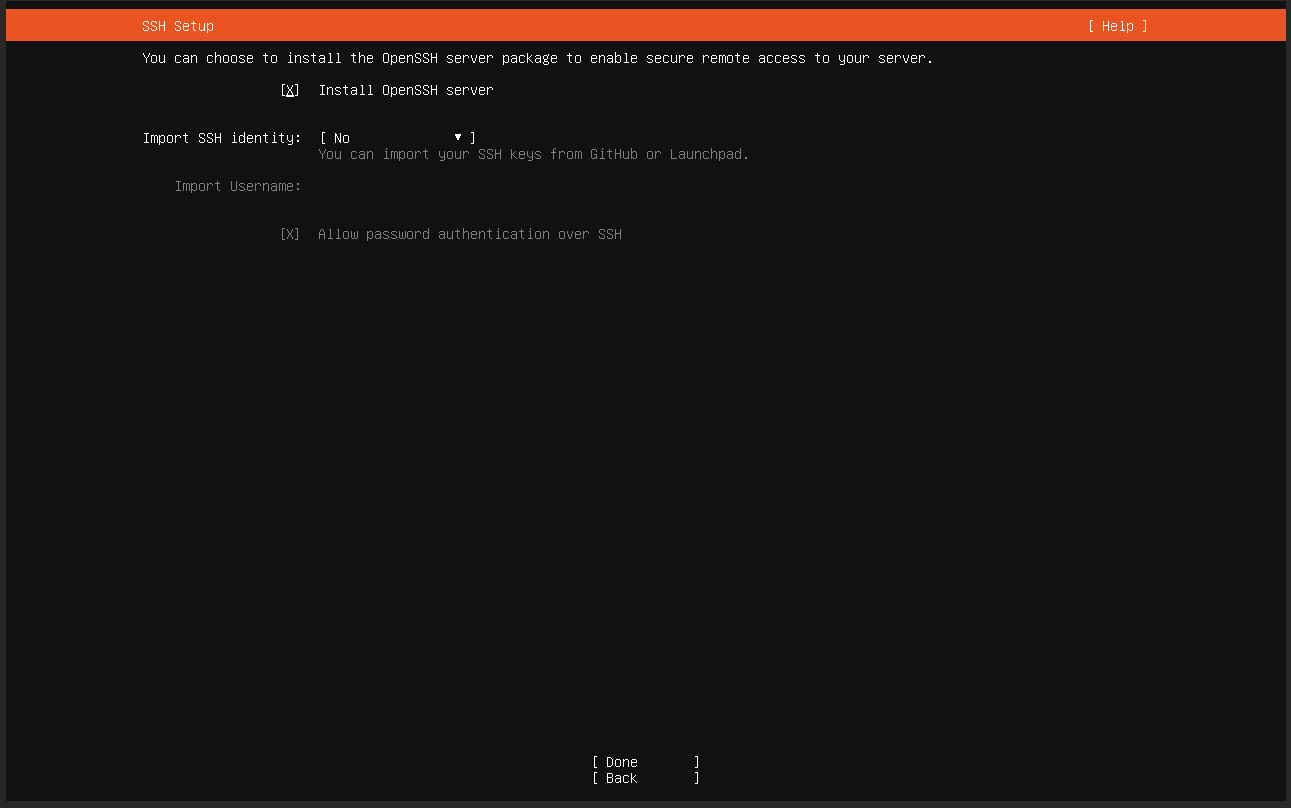 SSH Setup [ Help ]
You can choose to install the OpenSSH server package to enable secure remote access to your server.
[X] Install OpenSSH server
Import SSH identity: [ No ▾ ]
You can import your SSH keys from GitHub or Launchpad.
Import Username:
[X] Allow password authentication over SSH
[ Done ]
[ Back ]